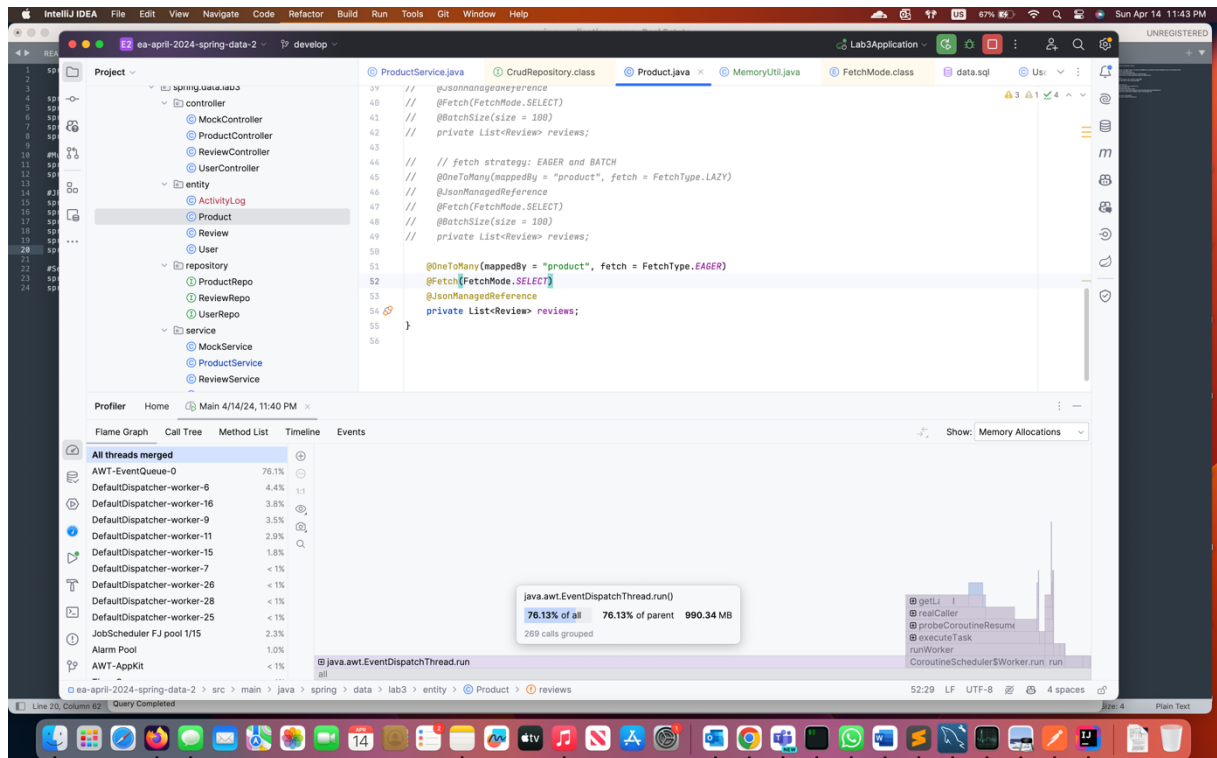 IntelliJ IDEA File Edit View Navigate Code Refactor Build Run Tools Git Window Help
US 67% Sun Apr 14 11:43 PM
UNREGISTERED
E2 ea-april-2024-spring-data-2 develop
Lab3Application
REA
Project
ProductService.java CrudRepository.class Product.java × MemoryUtil.java FetchMode.class data.sql
spring.data.lab3
controller
MockController
ProductController
ReviewController
UserController
entity
ActivityLog
Product
Review
User
repository
ProductRepo
ReviewRepo
UserRepo
service
MockService
ProductService
ReviewService
3 1 4
39 // @JsonManagedReference
40 // @Fetch(FetchMode.SELECT)
41 // @BatchSize(size = 100)
42 // private List<Review> reviews;
43
44 // // fetch strategy: EAGER and BATCH
45 // @OneToMany(mappedBy = "product", fetch = FetchType.LAZY)
46 // @JsonManagedReference
47 // @Fetch(FetchMode.SELECT)
48 // @BatchSize(size = 100)
49 // private List<Review> reviews;
50
51 @OneToMany(mappedBy = "product", fetch = FetchType.EAGER)
52 @Fetch(FetchMode.SELECT)
53 @JsonManagedReference
54 private List<Review> reviews;
55 }
56
Profiler Home Main 4/14/24, 11:40 PM ×
Flame Graph Call Tree Method List Timeline Events
Show: Memory Allocations
All threads merged
AWT-EventQueue-0 76.1%
DefaultDispatcher-worker-6 4.4%
DefaultDispatcher-worker-16 3.8%
DefaultDispatcher-worker-9 3.5%
DefaultDispatcher-worker-11 2.9%
DefaultDispatcher-worker-15 1.8%
DefaultDispatcher-worker-7 < 1%
DefaultDispatcher-worker-26 < 1%
DefaultDispatcher-worker-28 < 1%
DefaultDispatcher-worker-25 < 1%
JobScheduler FJ pool 1/15 2.3%
Alarm Pool 1.0%
AWT-AppKit < 1%
1:1
java.awt.EventDispatchThread.run()
76.13% of all 76.13% of parent 990.34 MB
269 calls grouped
realCaller
probeCoroutineResume
executeTask
runWorker
CoroutineScheduler$Worker.run run
java.awt.EventDispatchThread.run
all
ea-april-2024-spring-data-2 > src > main > java > spring > data > lab3 > entity > Product > reviews
52:29 LF UTF-8 4 spaces
Line 20, Column 62 Query Completed
Size: 4 Plain Text
APR
14
tv
NEW